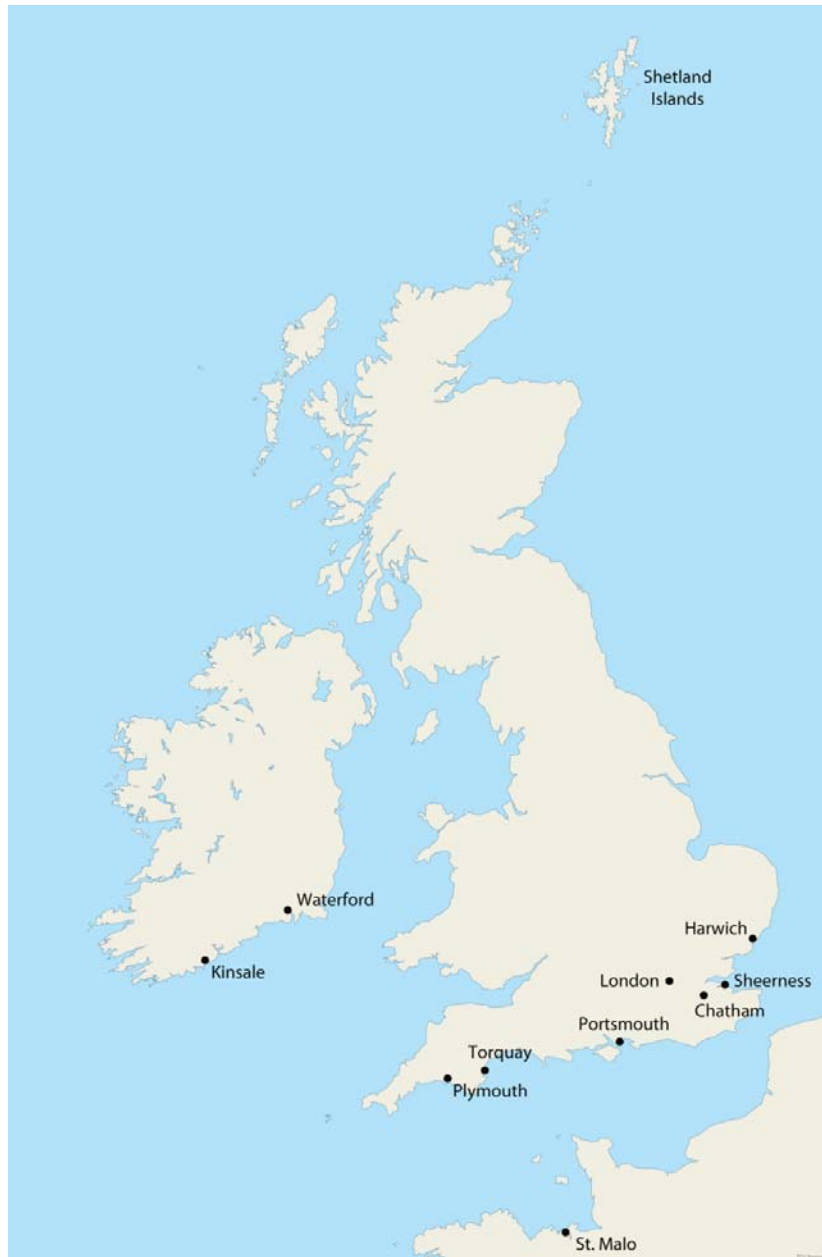 Shetland
Islands
Waterford
Kinsale
Harwich
London
Sheerness
Chatham
Portsmouth
Torquay
Plymouth
St. Malo